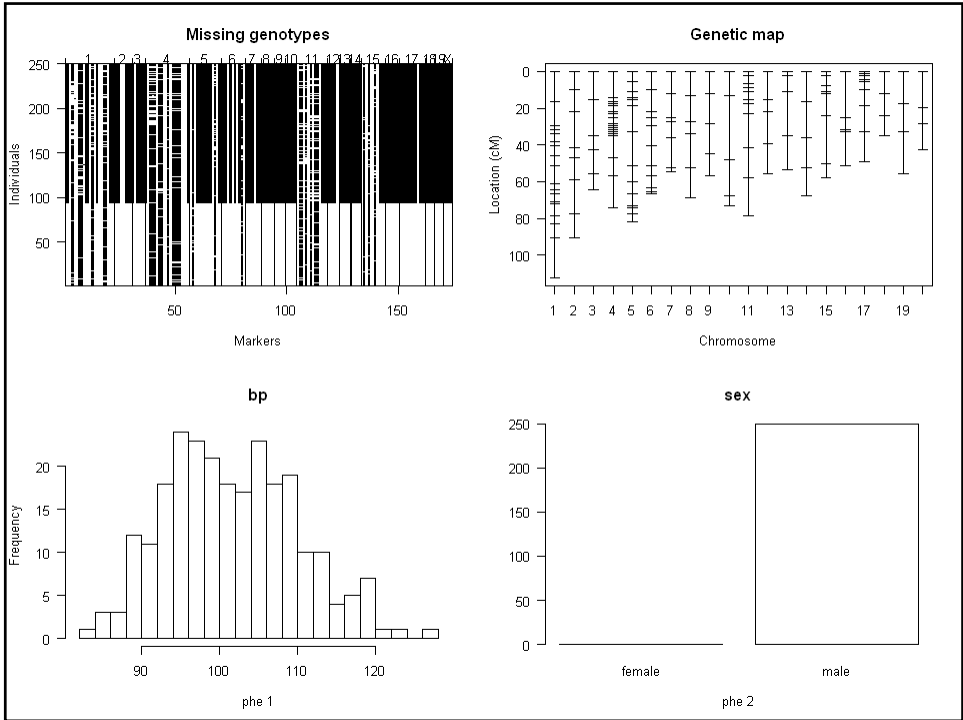 Missing genotypes
1 2 3 4 5 6 7 8 9 10 11 12 13 14 15 16 17 18 19 X
Individuals
250
200
150
100
50
50 100 150
Markers
Genetic map
Location (cM)
0
20
40
60
80
100
1 2 3 4 5 6 7 8 9 11 13 15 17 19
Chromosome
bp
Frequency
20
15
10
5
0
90 100 110 120
phe 1
sex
250
200
150
100
50
0
female male
phe 2